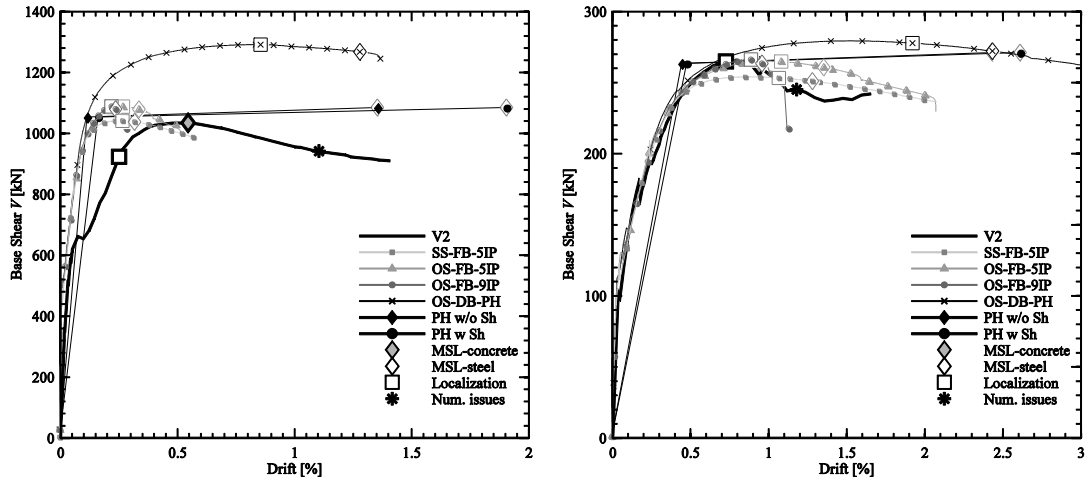 1400
1200
1000
800
600
400
200
0
Base Shear V [kN]
0
0.5
1
1.5
2
Drift [%]
V2
SS-FB-5IP
OS-FB-5IP
OS-FB-9IP
OS-DB-PH
PH w/o Sh
PH w Sh
MSL-concrete
MSL-steel
Localization
Num. issues
300
200
100
0
Base Shear V [kN]
0
0.5
1
1.5
2
2.5
3
Drift [%]
V2
SS-FB-5IP
OS-FB-5IP
OS-FB-9IP
OS-DB-PH
PH w/o Sh
PH w Sh
MSL-concrete
MSL-steel
Localization
Num. issues